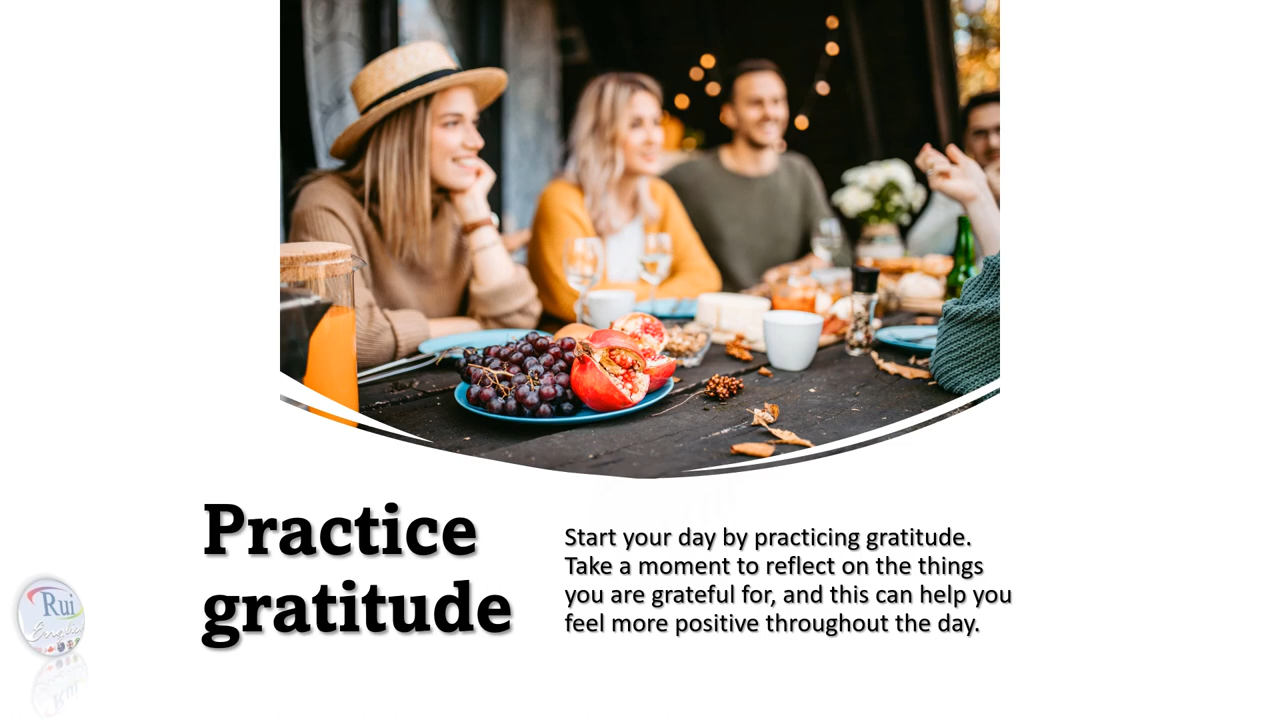 Practice
gratitude
Start your day by practicing gratitude.
Take a moment to reflect on the things
you are grateful for, and this can help you
feel more positive throughout the day.
Rui
English